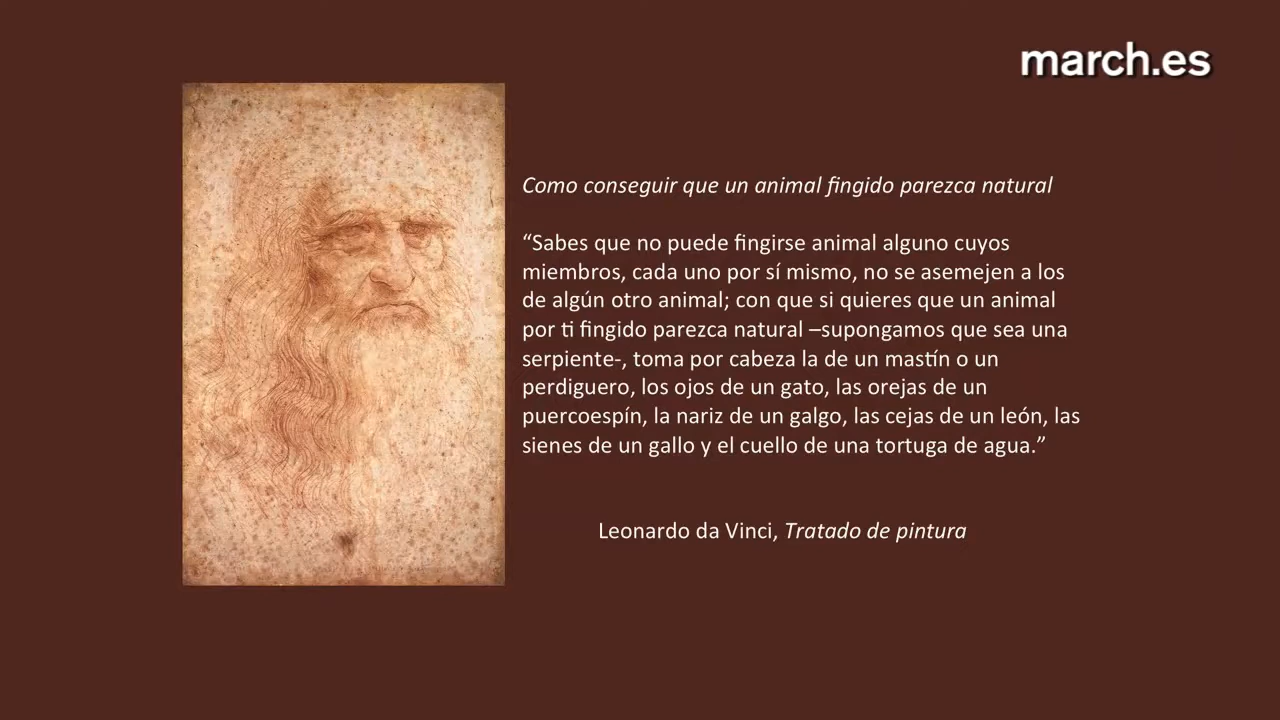 march.es
Como conseguir que un animal fingido parezca natural
“Sabes que no puede fingirse animal alguno cuyos
miembros, cada uno por sí mismo, no se asemejen a los
de algún otro animal; con que si quieres que un animal
por ti fingido parezca natural –supongamos que sea una
serpiente-, toma por cabeza la de un mastín o un
perdiguero, los ojos de un gato, las orejas de un
puercoespín, la nariz de un galgo, las cejas de un león, las
sienes de un gallo y el cuello de una tortuga de agua.”
Leonardo da Vinci, Tratado de pintura